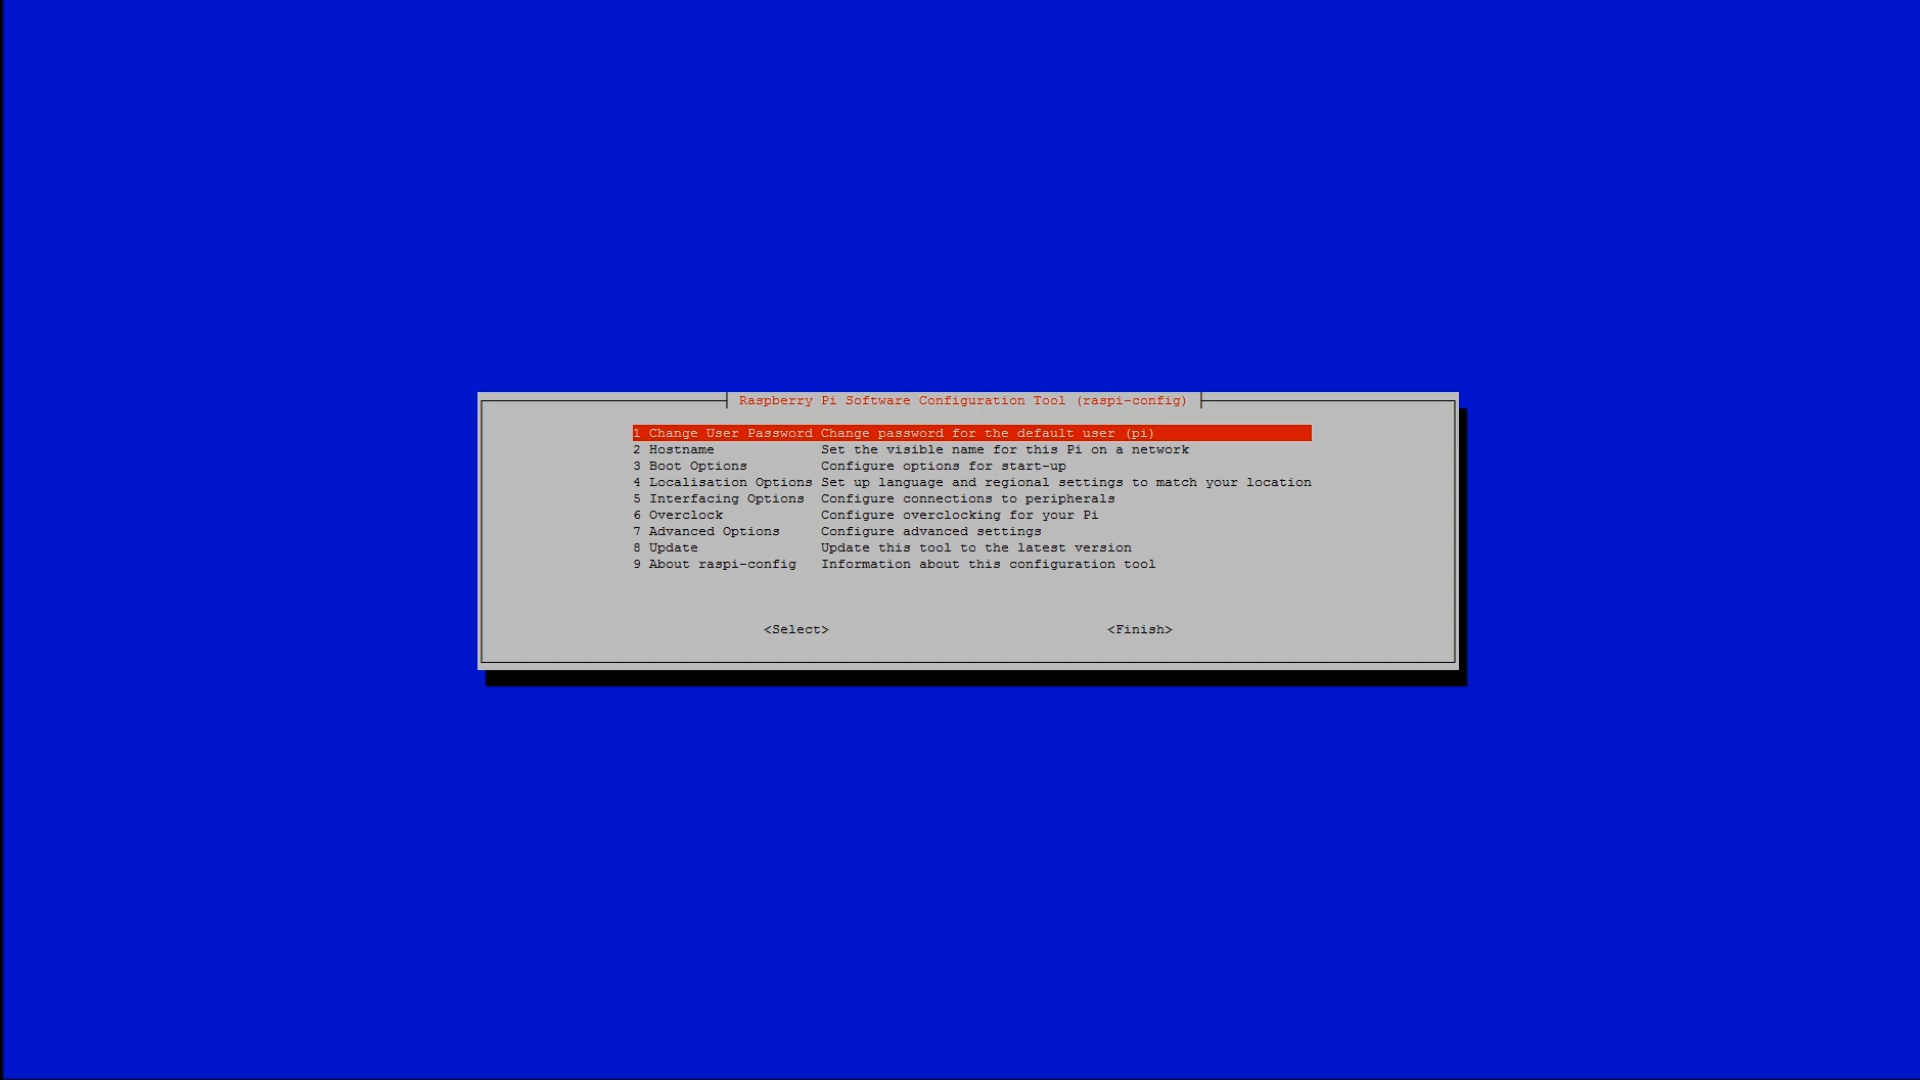 Raspberry Pi Software Configuration Tool (raspi-config)
1 Change User Password Change password for the default user (pi)
2 Hostname Set the visible name for this Pi on a network
3 Boot Options Configure options for start-up
4 Localisation Options Set up language and regional settings to match your location
5 Interfacing Options Configure connections to peripherals
6 Overclock Configure overclocking for your Pi
7 Advanced Options Configure advanced settings
8 Update Update this tool to the latest version
9 About raspi-config Information about this configuration tool
<Select> <Finish>